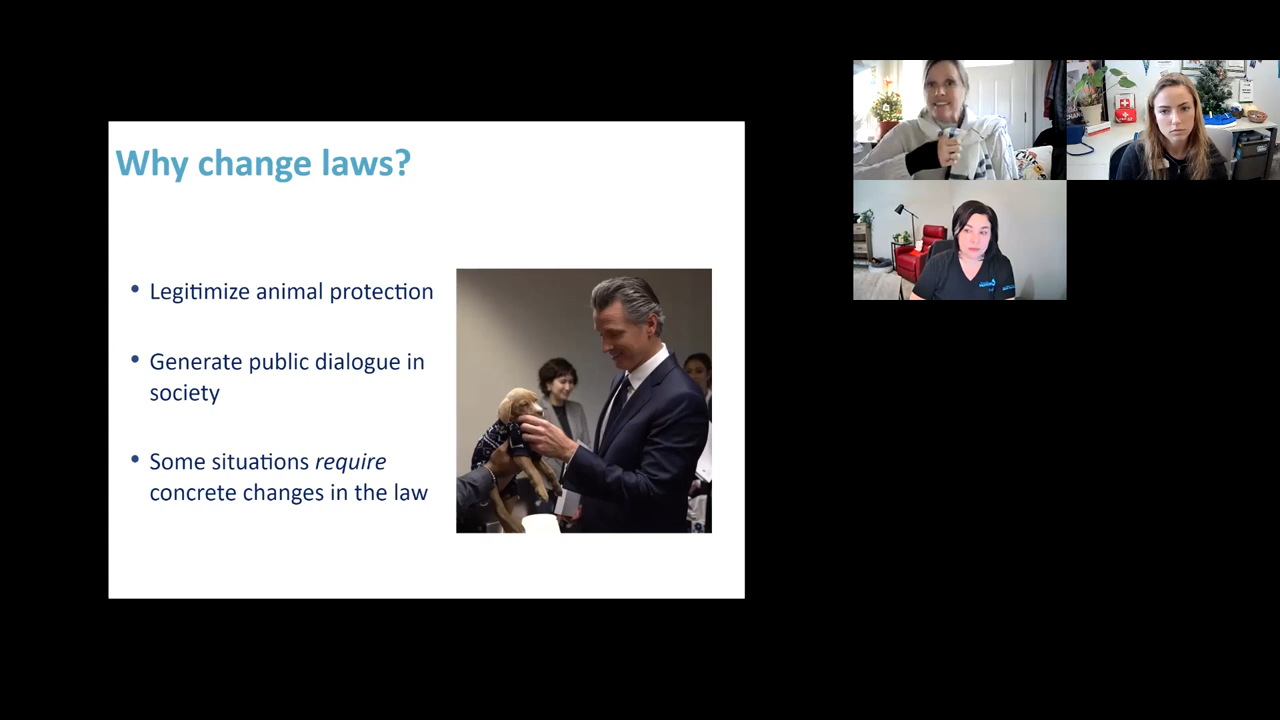 Why change laws?
• Legitimize animal protection
• Generate public dialogue in
society
• Some situations require
concrete changes in the law